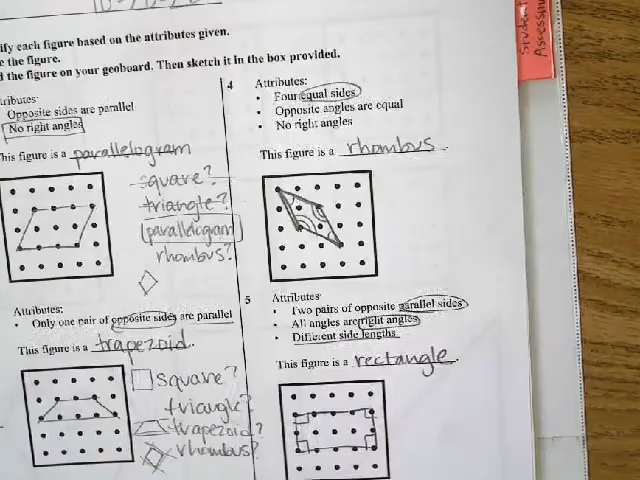 ify each figure based on the attributes given.
e the figure.
d the figure on your geoboard. Then sketch it in the box provided.
Student
tributes:
Opposite sides are parallel
No right angles
his figure is a parallelogram
square?
triangle?
parallelogram
rhombus?
4
Attributes:
• Four equal sides
• Opposite angles are equal
• No right angles
This figure is a rhombus
Attributes:
• Only one pair of opposite sides are parallel
This figure is a trapezoid.
square?
triangle?
trapezoid?
rhombus?
5
Attributes
• Two pairs of opposite parallel sides
• All angles are right angles
• Different side lengths
This figure is a rectangle.